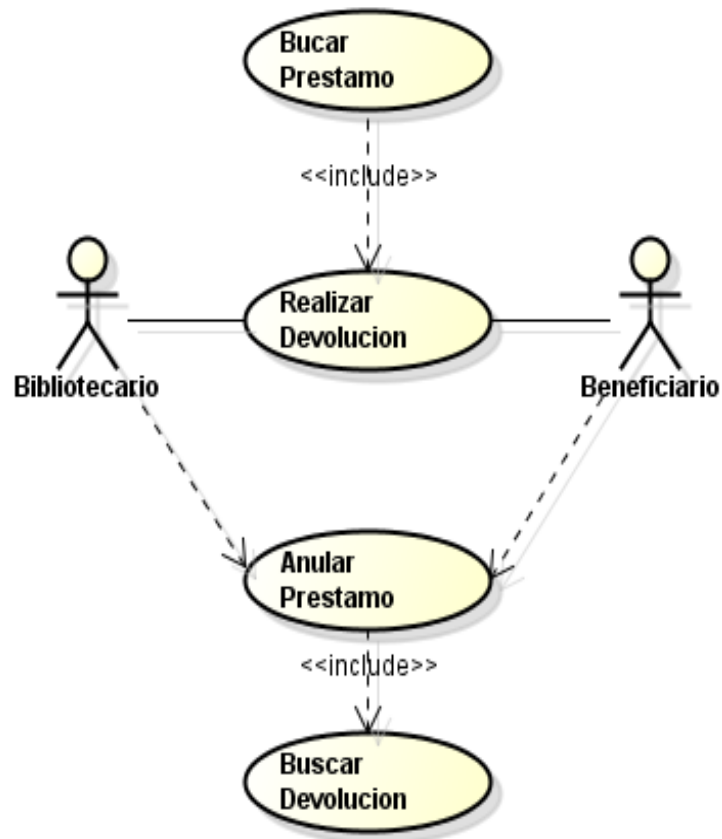 Bucar
Prestamo
<<include>>
Realizar
Devolucion
Bibliotecario
Beneficiario
Anular
Prestamo
<<include>>
Buscar
Devolucion